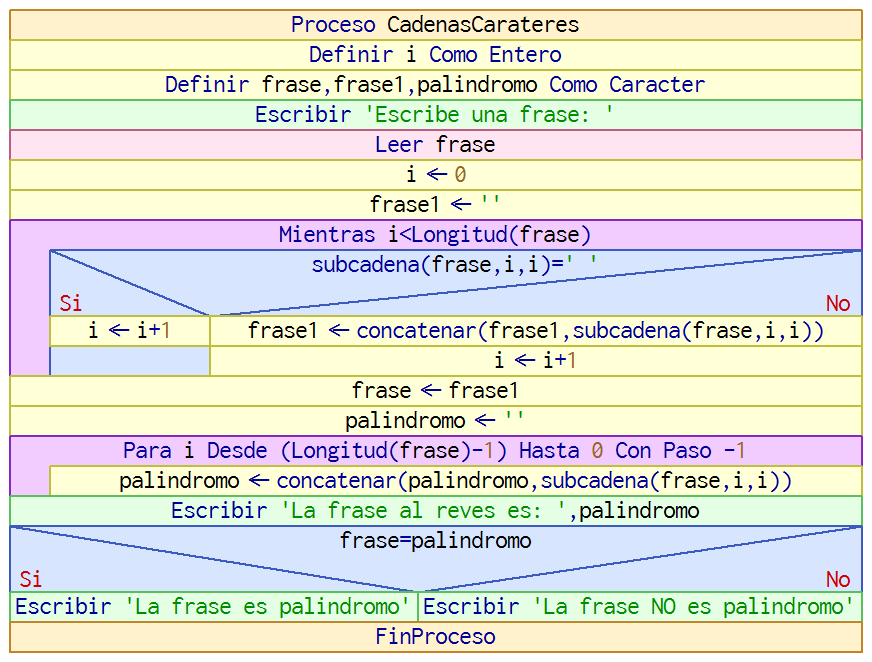 Proceso CadenasCarateres
Definir i Como Entero
Definir frase,frase1,palindromo Como Caracter
Escribir 'Escribe una frase: '
Leer frase
i ← 0
frase1 ← ''
Mientras i<Longitud(frase)
subcadena(frase,i,i)=' '
Si No
i ← i+1 frase1 ← concatenar(frase1,subcadena(frase,i,i))
i ← i+1
frase ← frase1
palindromo ← ''
Para i Desde (Longitud(frase)-1) Hasta 0 Con Paso -1
palindromo ← concatenar(palindromo,subcadena(frase,i,i))
Escribir 'La frase al reves es: ',palindromo
frase=palindromo
Si No
Escribir 'La frase es palindromo' Escribir 'La frase NO es palindromo'
FinProceso